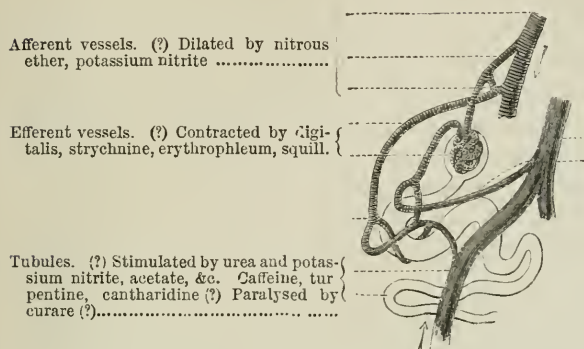 Afferent vessels. (?) Dilated by nitrous
ether, potassium nitrite .....................
Efferent vessels. (?) Contracted by digi-
talis, strychnine, erythrophleum, squill.
Tubules. (?) Stimulated by urea and potas-
sium nitrite, acetate, &c. Caffeine, tur
pentine, cantharidine (?) Paralysed by
curare (?)...................................... ......